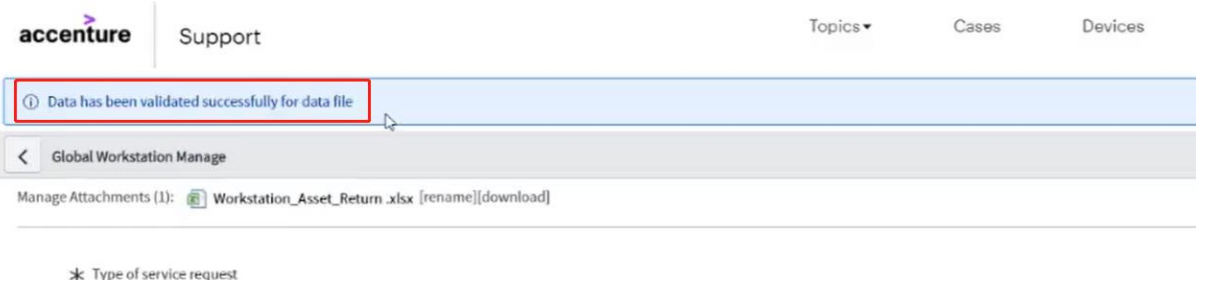 accenture Support Topics Cases Devices
Data has been validated successfully for data file
Global Workstation Manage
Manage Attachments (1): Workstation_Asset_Return .xlsx [rename][download]
* Type of service request